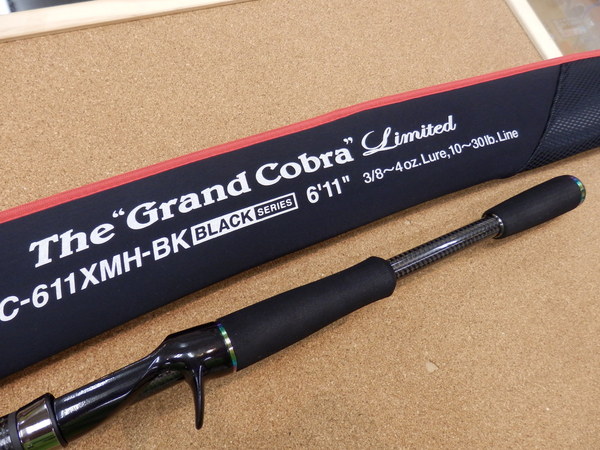 The “Grand Cobra” Limited
C-611XMH-BK BLACK SERIES 6'11" 3/8～4oz.Lure,10～30lb.Line